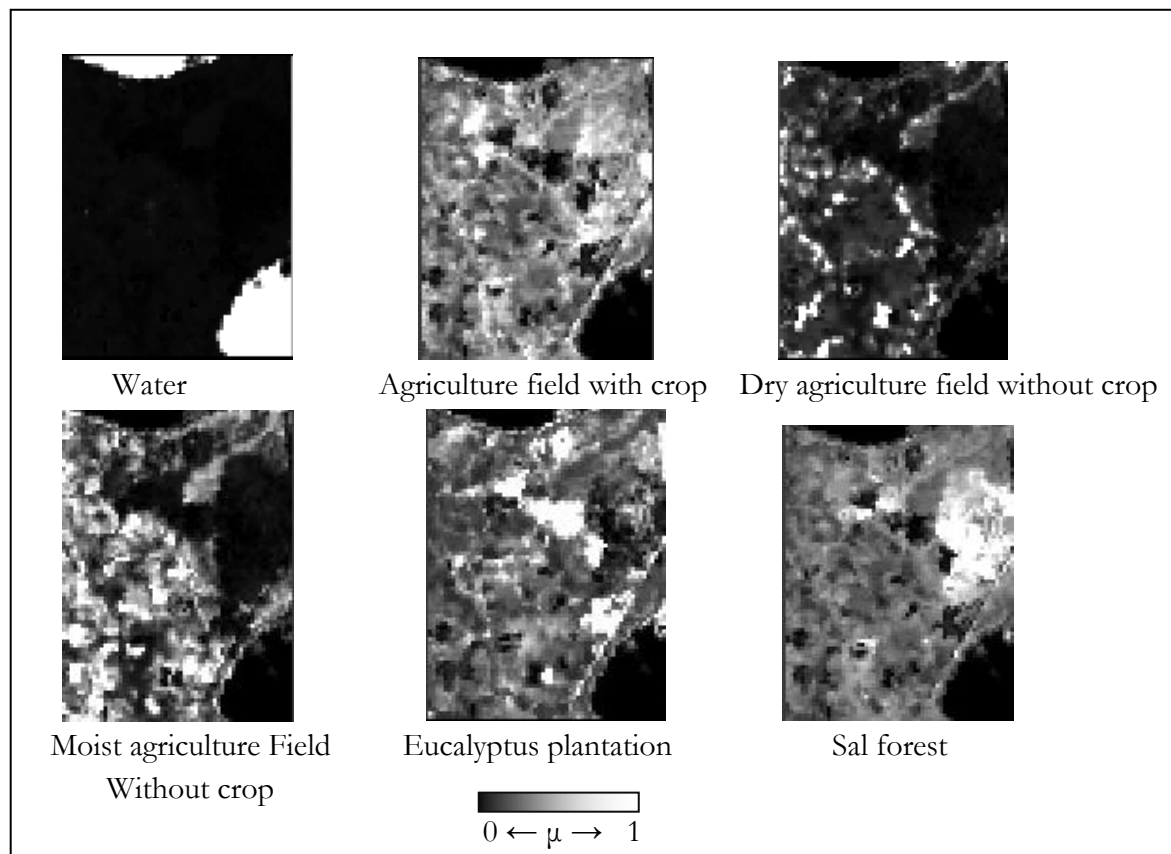 Water
Agriculture field with crop
Dry agriculture field without crop
Moist agriculture Field
Without crop
Eucalyptus plantation
Sal forest
0 ← μ → 1